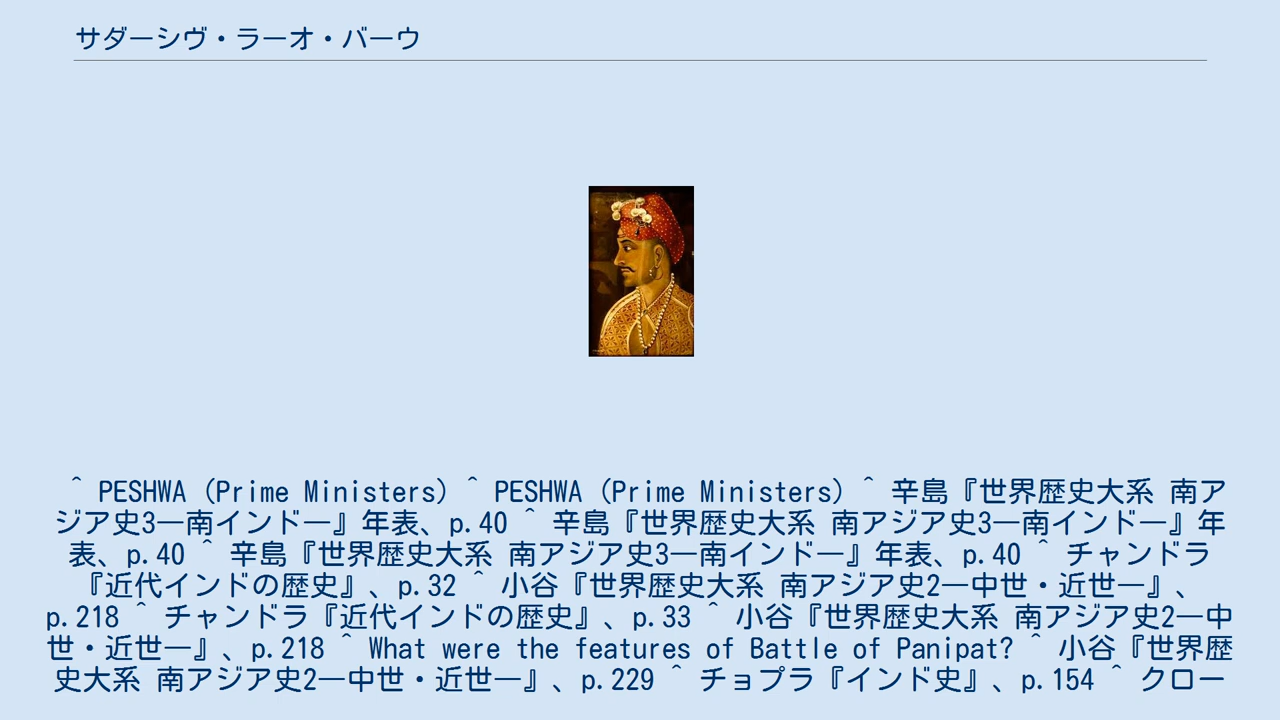 サダーシヴ・ラーオ・バーウ
^ PESHWA (Prime Ministers) ^ PESHWA (Prime Ministers) ^ 辛島『世界歴史大系 南ア
ジア史3―南インド―』年表、p.40 ^ 辛島『世界歴史大系 南アジア史3―南インド―』年
表、p.40 ^ 辛島『世界歴史大系 南アジア史3―南インド―』年表、p.40 ^ チャンドラ
『近代インドの歴史』、p.32 ^ 小谷『世界歴史大系 南アジア史2―中世・近世―』、
p.218 ^ チャンドラ『近代インドの歴史』、p.33 ^ 小谷『世界歴史大系 南アジア史2―中
世・近世―』、p.218 ^ What were the features of Battle of Panipat? ^ 小谷『世界歴
史大系 南アジア史2―中世・近世―』、p.229 ^ チョプラ『インド史』、p.154 ^ クロー